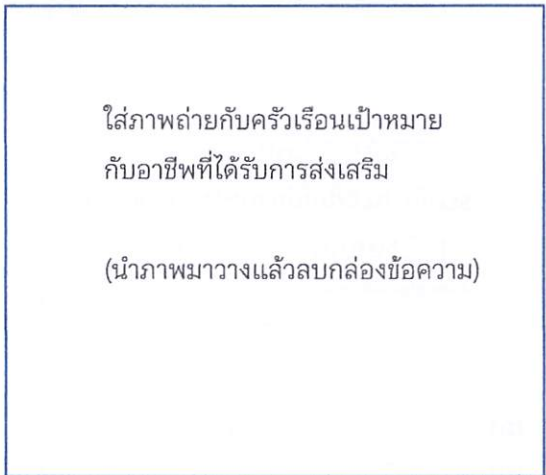 ใส่ภาพถ่ายกับครัวเรือนเป้าหมาย
กับอาชีพที่ได้รับการส่งเสริม
(นำภาพมาวางแล้วลบกล่องข้อความ)